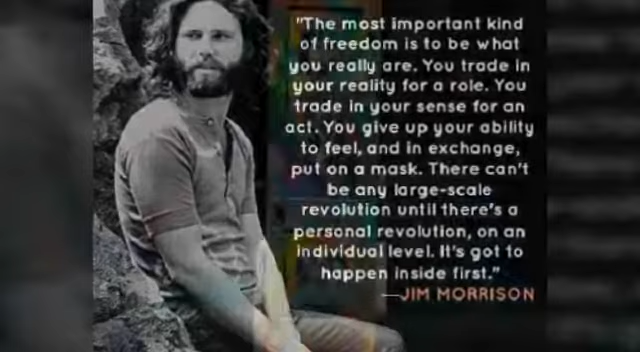 "The most important kind
of freedom is to be what
you really are. You trade in
your reality for a role. You
trade in your sense for an
act. You give up your ability
to feel, and in exchange,
put on a mask. There can't
be any large-scale
revolution until there's a
personal revolution, on an
individual level. It's got to
happen inside first."
—JIM MORRISON